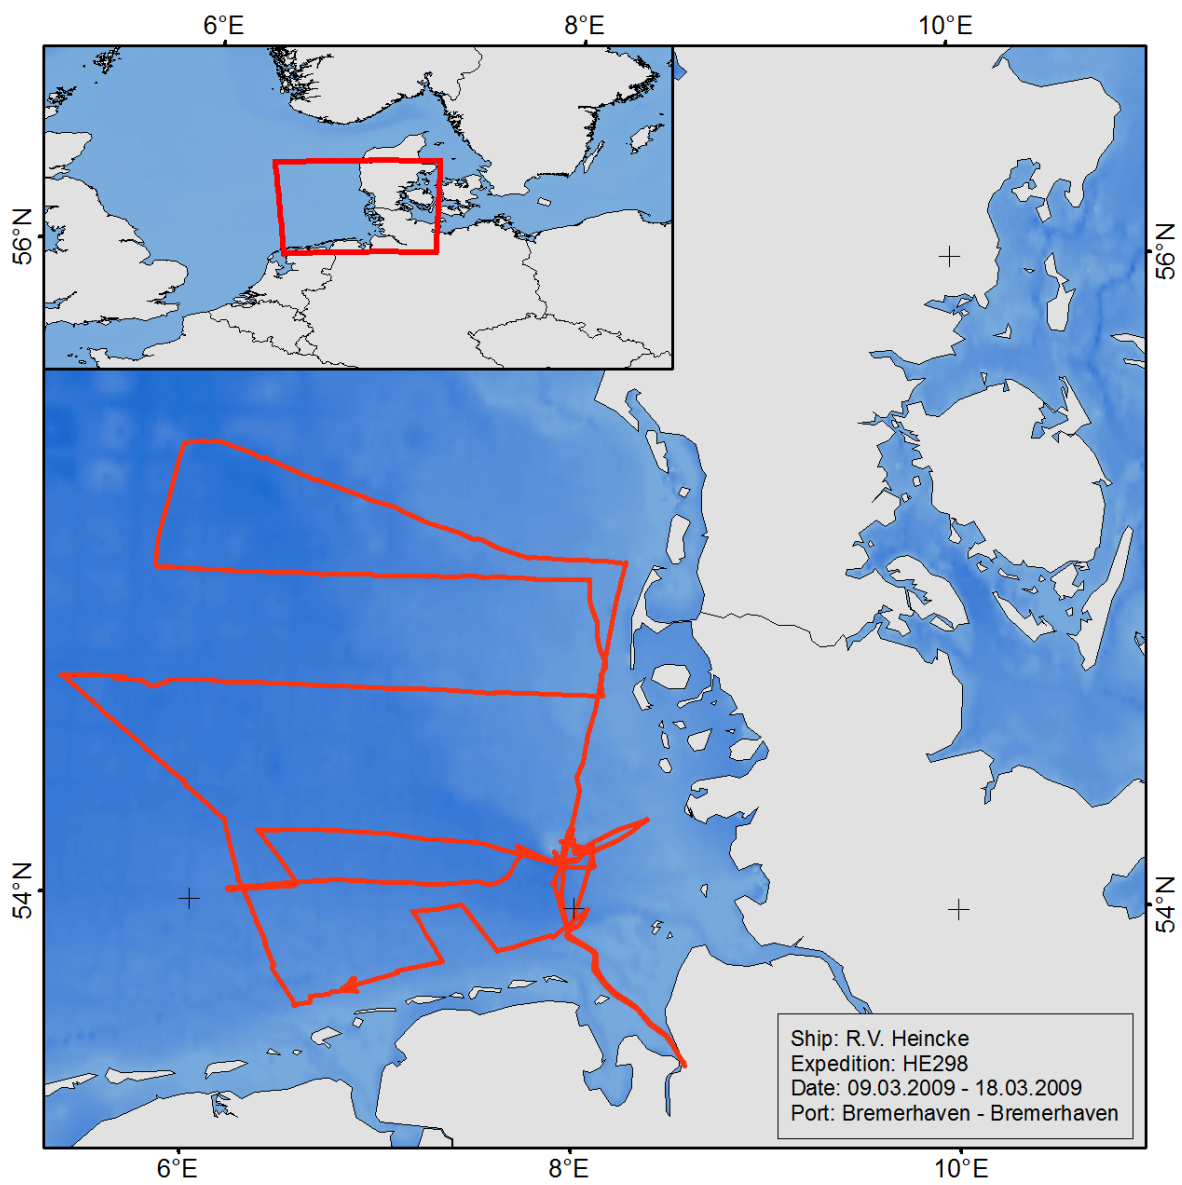 6°E 8°E 10°E
56°N 56°N
54°N 54°N
Ship: R.V. Heincke
Expedition: HE298
Date: 09.03.2009 - 18.03.2009
Port: Bremerhaven - Bremerhaven
6°E 8°E 10°E